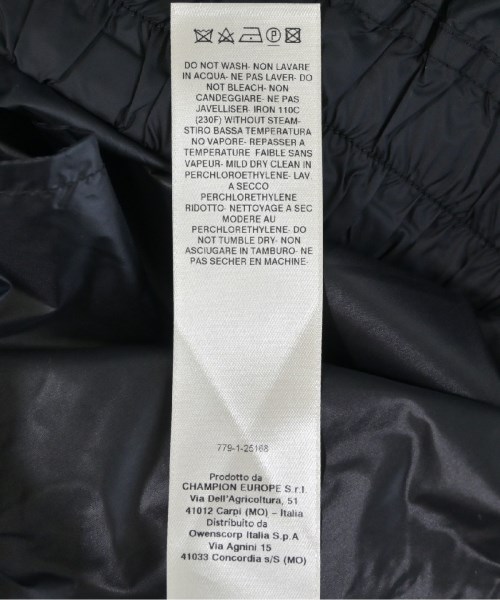 DO NOT WASH- NON LAVARE
IN ACQUA- NE PAS LAVER- DO
NOT BLEACH- NON
CANDEGGIARE- NE PAS
JAVELLISER- IRON 110C
(230F) WITHOUT STEAM-
STIRO BASSA TEMPERATURA
NO VAPORE- REPASSER A
TEMPERATURE FAIBLE SANS
VAPEUR- MILD DRY CLEAN IN
PERCHLOROETHYLENE- LAV.
A SECCO
PERCHLORETHYLENE
RIDOTTO- NETTOYAGE A SEC
MODERE AU
PERCHLORETHYLENE- DO
NOT TUMBLE DRY- NON
ASCIUGARE IN TAMBURO- NE
PAS SECHER EN MACHINE-
779-1-25168
Prodotto da
CHAMPION EUROPE S.r.l.
Via Dell'Agricoltura, 51
41012 Carpi (MO) – Italia
Distribuito da
Owenscorp Italia S.p.A
Via Agnini 15
41033 Concordia s/S (MO)